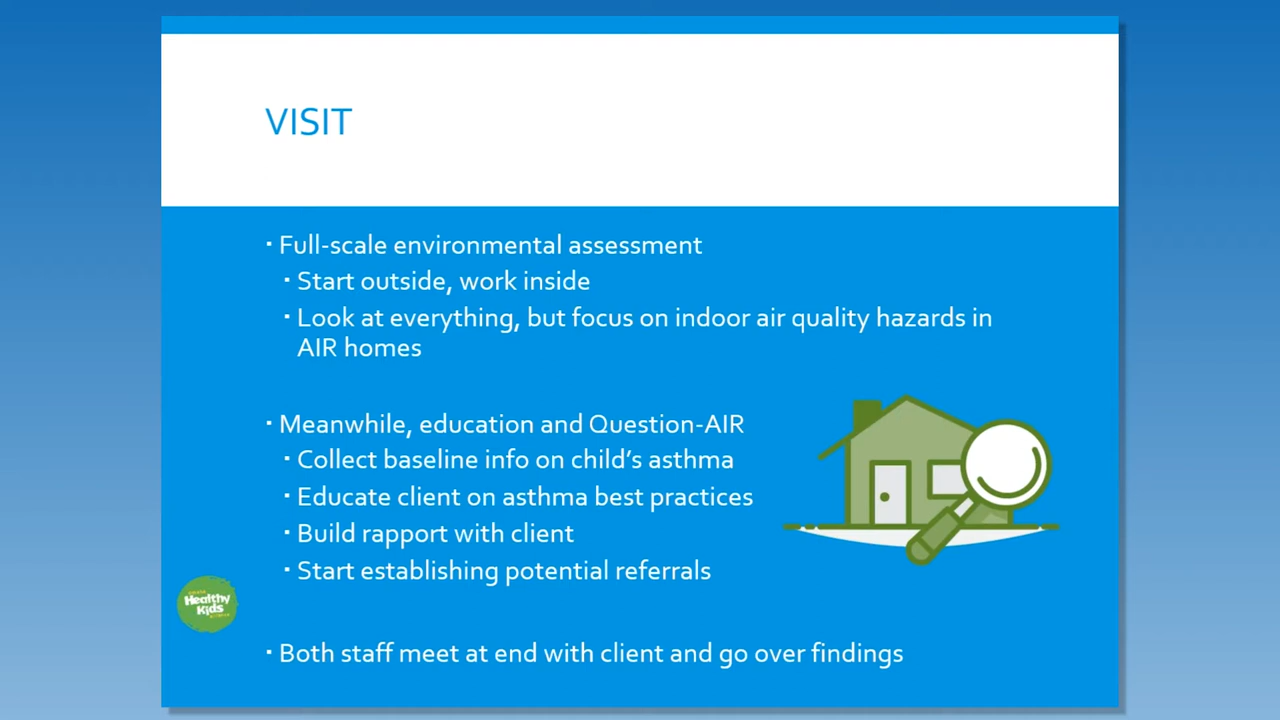 VISIT
▪ Full-scale environmental assessment
▪ Start outside, work inside
▪ Look at everything, but focus on indoor air quality hazards in
AIR homes
▪ Meanwhile, education and Question-AIR
▪ Collect baseline info on child's asthma
▪ Educate client on asthma best practices
▪ Build rapport with client
▪ Start establishing potential referrals
Healthy
Kids
▪ Both staff meet at end with client and go over findings